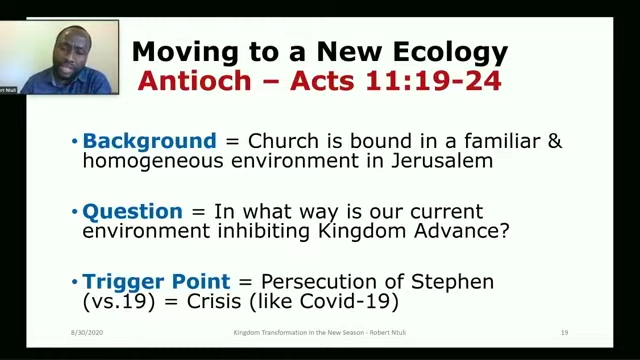 Moving to a New Ecology
Antioch – Acts 11:19-24
• Background = Church is bound in a familiar &
homogeneous environment in Jerusalem
• Question = In what way is our current
environment inhibiting Kingdom Advance?
• Trigger Point = Persecution of Stephen
(vs.19) = Crisis (like Covid-19)
8/30/2020
Kingdom Transformation in the New Season - Robert Ntuli
19
Ntuli